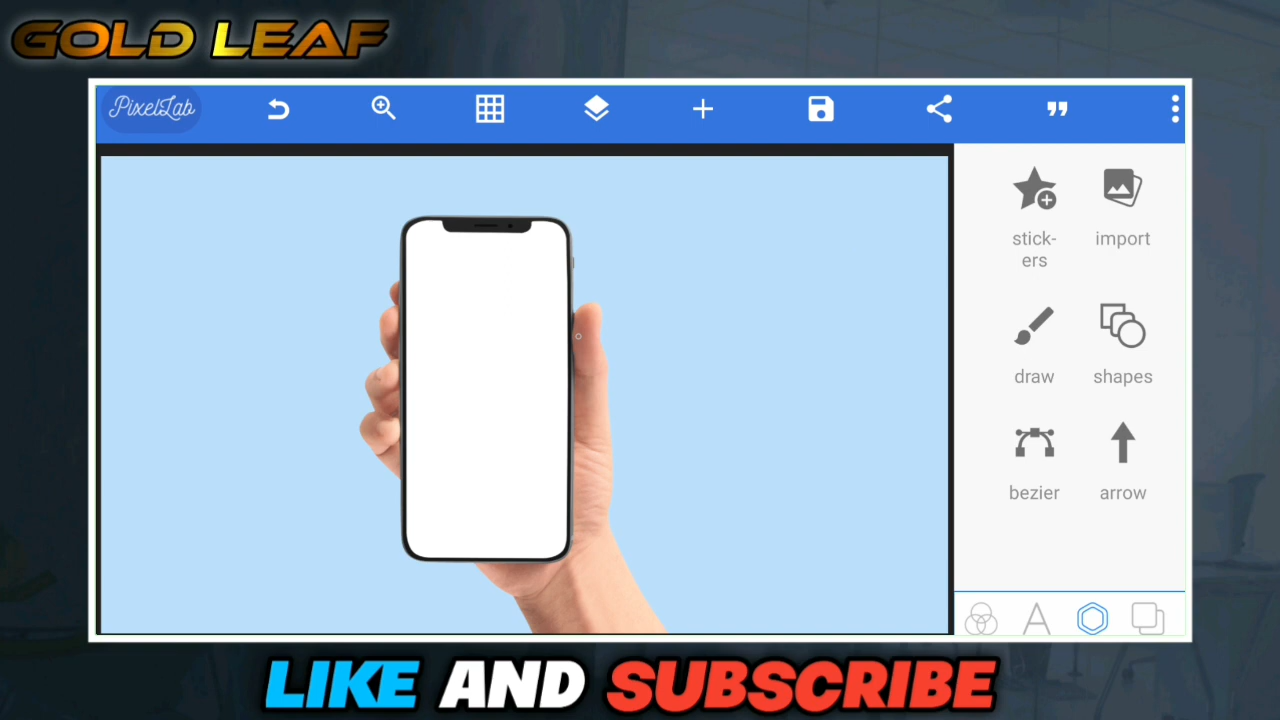 GOLD LEAF
PixelLab
stick-
ers
import
draw
shapes
bezier
arrow
LIKE AND SUBSCRIBE